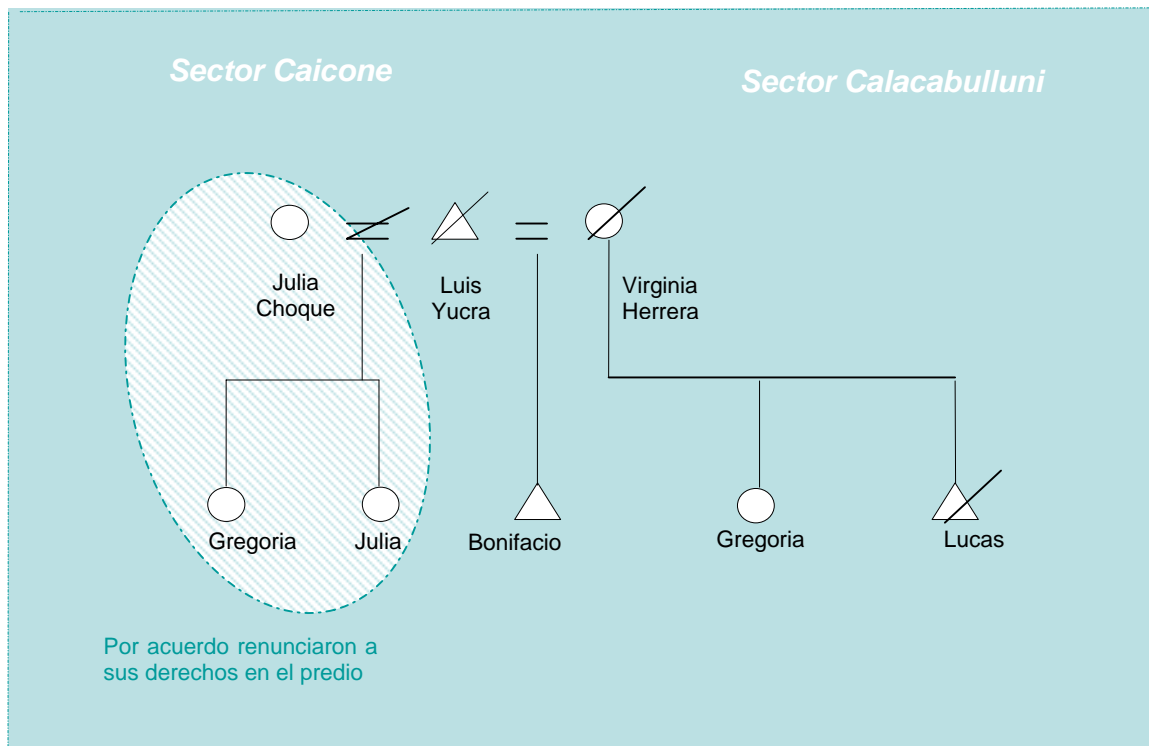 Sector Caicone
Sector Calacabulluni
Julia
Choque
Luis
Yucra
Virginia
Herrera
Gregoria
Julia
Bonifacio
Gregoria
Lucas
Por acuerdo renunciaron a
sus derechos en el predio